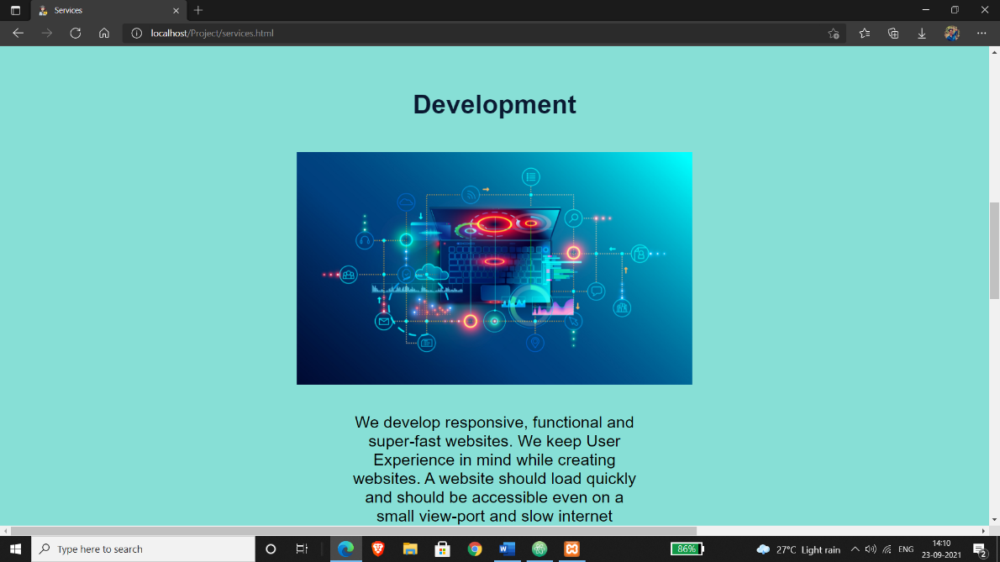 Services
localhost/Project/services.html
Development
We develop responsive, functional and
super-fast websites. We keep User
Experience in mind while creating
websites. A website should load quickly
and should be accessible even on a
small view-port and slow internet
Type here to search
86%
27°C Light rain
ENG
14:10
23-09-2021
2